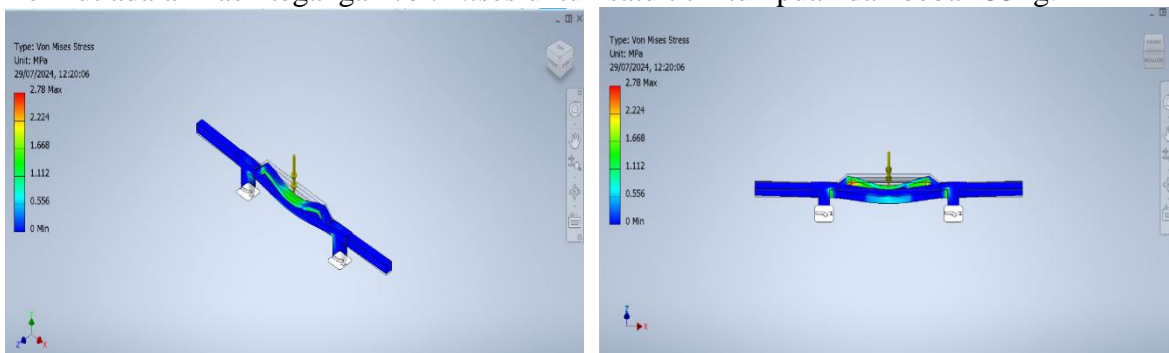 Type: Von Mises Stress
Unit: MPa
29/07/2024, 12:20:06
2.78 Max
2.224
1.668
1.112
0.556
0 Min
Y
Z
X
Type: Von Mises Stress
Unit: MPa
29/07/2024, 12:20:06
2.78 Max
2.224
1.668
1.112
0.556
0 Min
Z
X